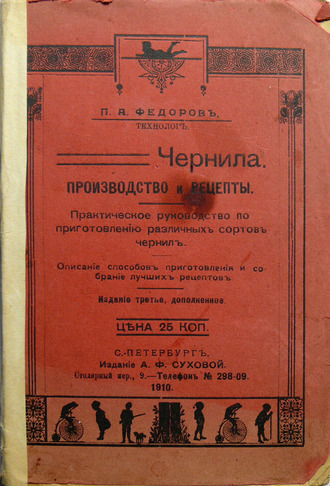 П. А. ФЕДОРОВЪ,
ТЕХНОЛОГЪ.
Чернила.
ПРОИЗВОДСТВО и РЕЦЕПТЫ.
Практическое руководство по
приготовленію различныхъ сортовъ
чернилъ.
Описаніе способовъ приготовленія и со-
браніе лучшихъ рецептовъ.
Изданіе третье, дополненное.
ЦѢНА 25 КОП.
С.-ПЕТЕРБУРГЪ.
Изданіе А. Ф. СУХОВОЙ.
Столярный пер., 9.—Телефонъ № 298-09.
1910.